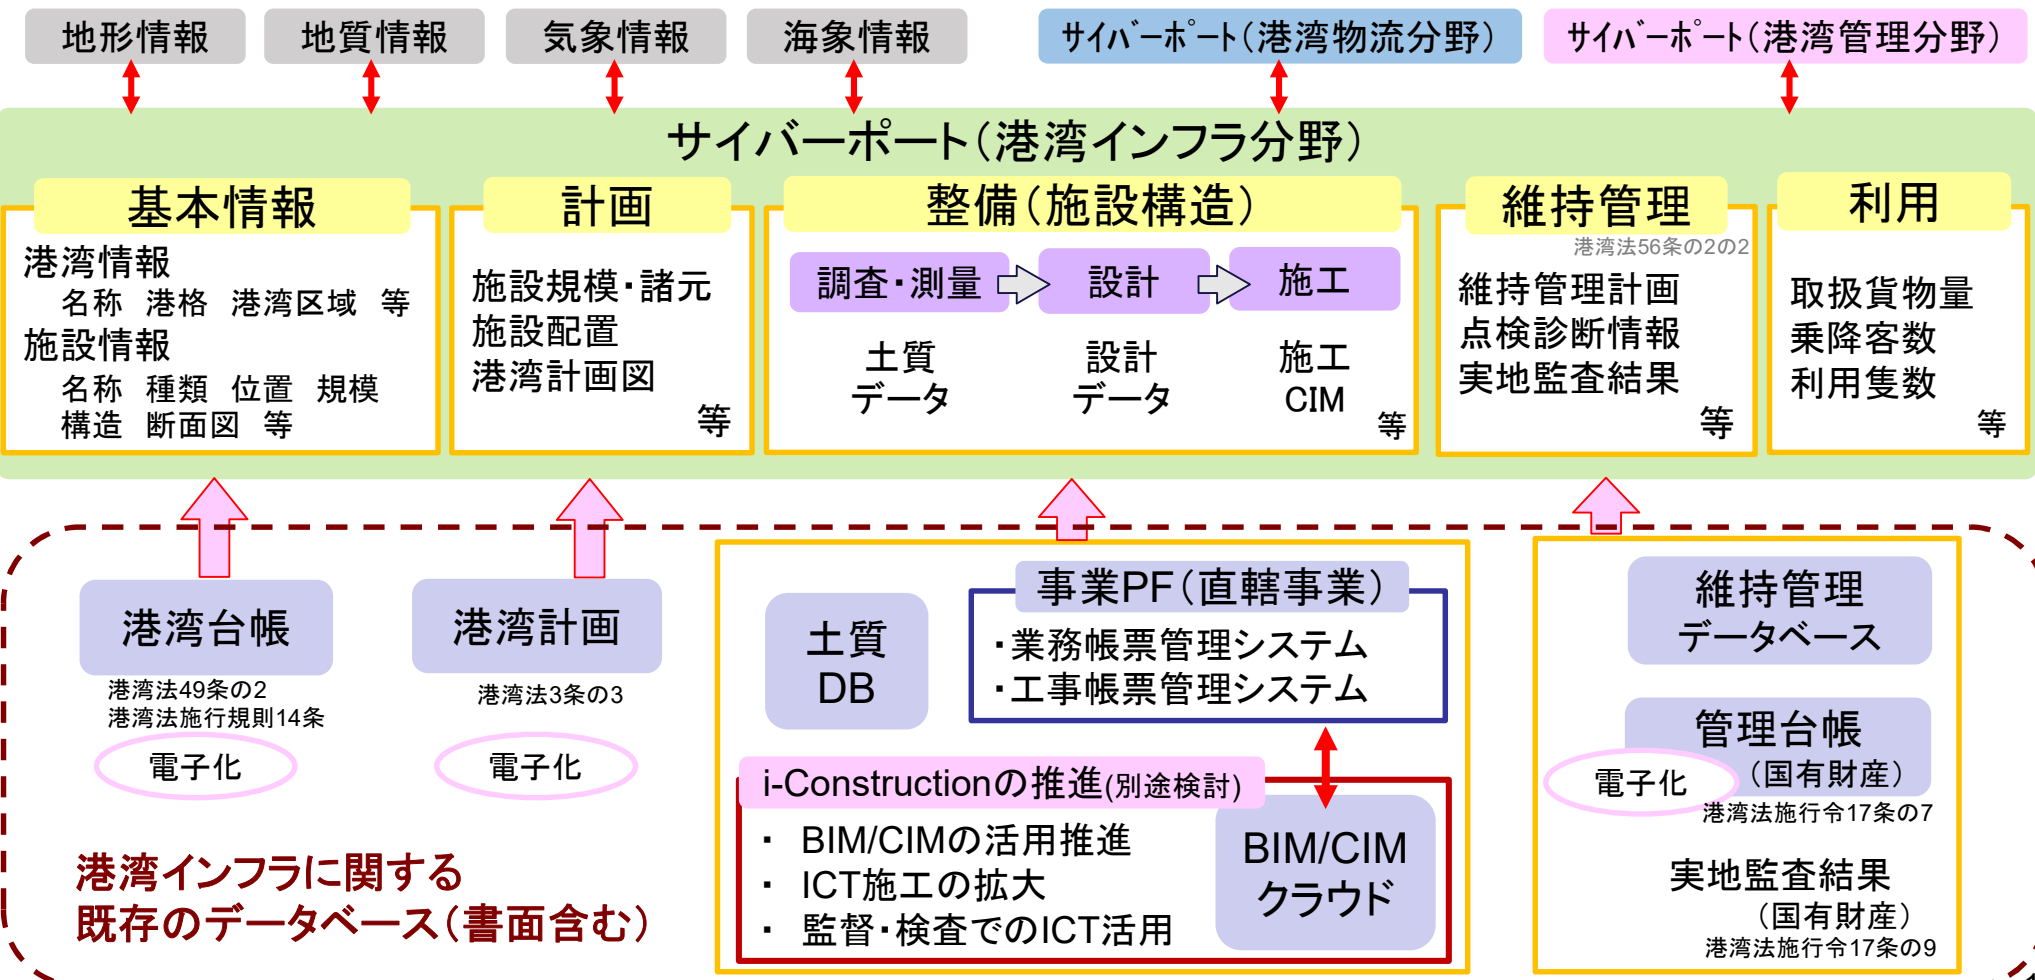 地形情報
地質情報
気象情報
海象情報
サイバーポート（港湾物流分野）
サイバーポート（港湾管理分野）
サイバーポート（港湾インフラ分野）
基本情報
港湾情報
名称 港格 港湾区域 等
施設情報
名称 種類 位置 規模
構造 断面図 等
計画
施設規模・諸元
施設配置
港湾計画図
等
整備（施設構造）
調査・測量
設計
施工
土質
データ
設計
データ
施工
CIM
等
維持管理
港湾法56条の2の2
維持管理計画
点検診断情報
実地監査結果
等
利用
取扱貨物量
乗降客数
利用隻数
等
港湾台帳
港湾法49条の2
港湾法施行規則14条
電子化
港湾計画
港湾法3条の3
電子化
港湾インフラに関する
既存のデータベース（書面含む）
土質
DB
事業PF（直轄事業）
・業務帳票管理システム
・工事帳票管理システム
i-Constructionの推進(別途検討)
・ BIM/CIMの活用推進
・ ICT施工の拡大
・ 監督・検査でのICT活用
BIM/CIM
クラウド
維持管理
データベース
管理台帳
（国有財産）
電子化
港湾法施行令17条の7
実地監査結果
（国有財産）
港湾法施行令17条の9